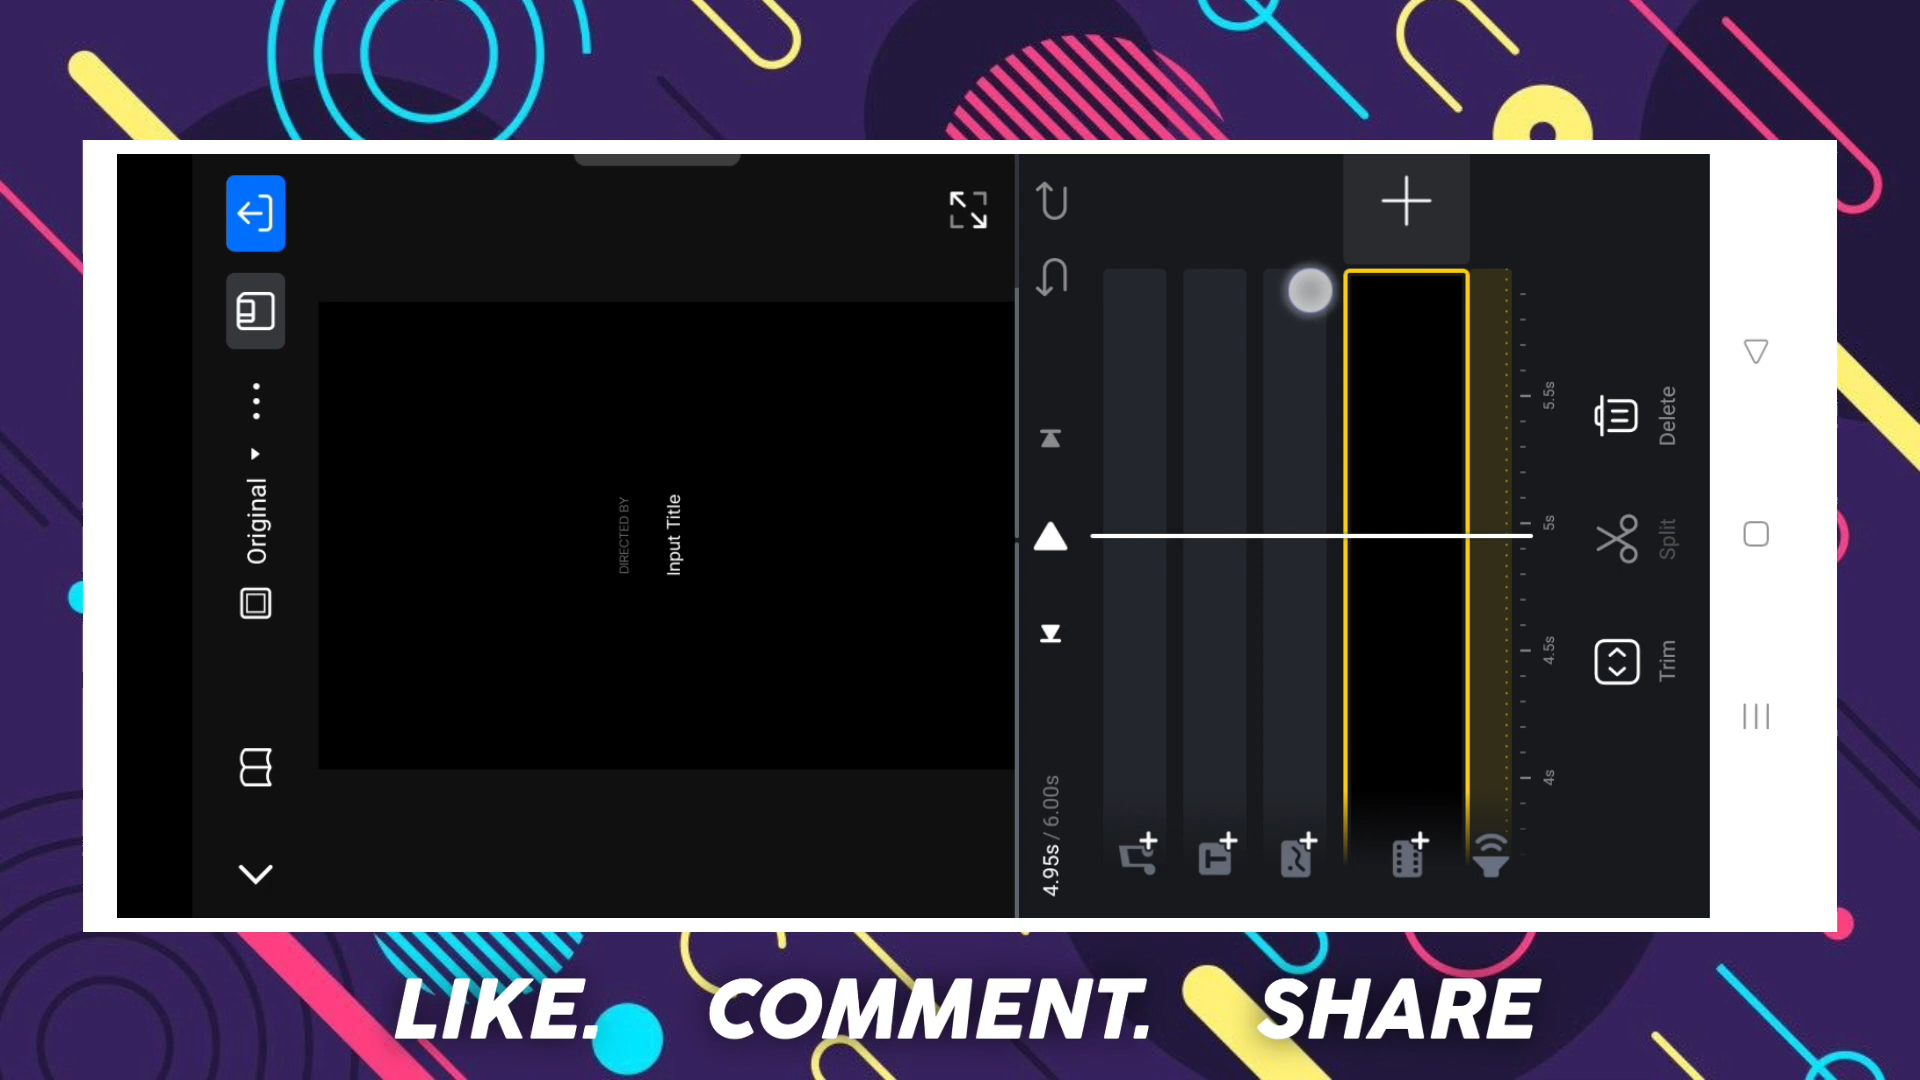 Original
DIRECTED BY
Input Title
4.95s / 6.00s
4s
4.5s
5s
5.5s
Trim
Split
Delete
LIKE. COMMENT. SHARE